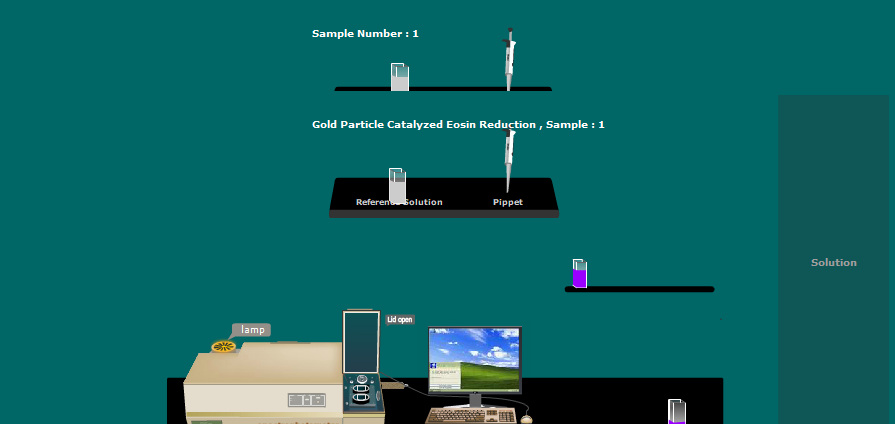 Sample Number : 1
Gold Particle Catalyzed Eosin Reduction , Sample : 1
Reference Solution
Pippet
Solution
Lid open
lamp